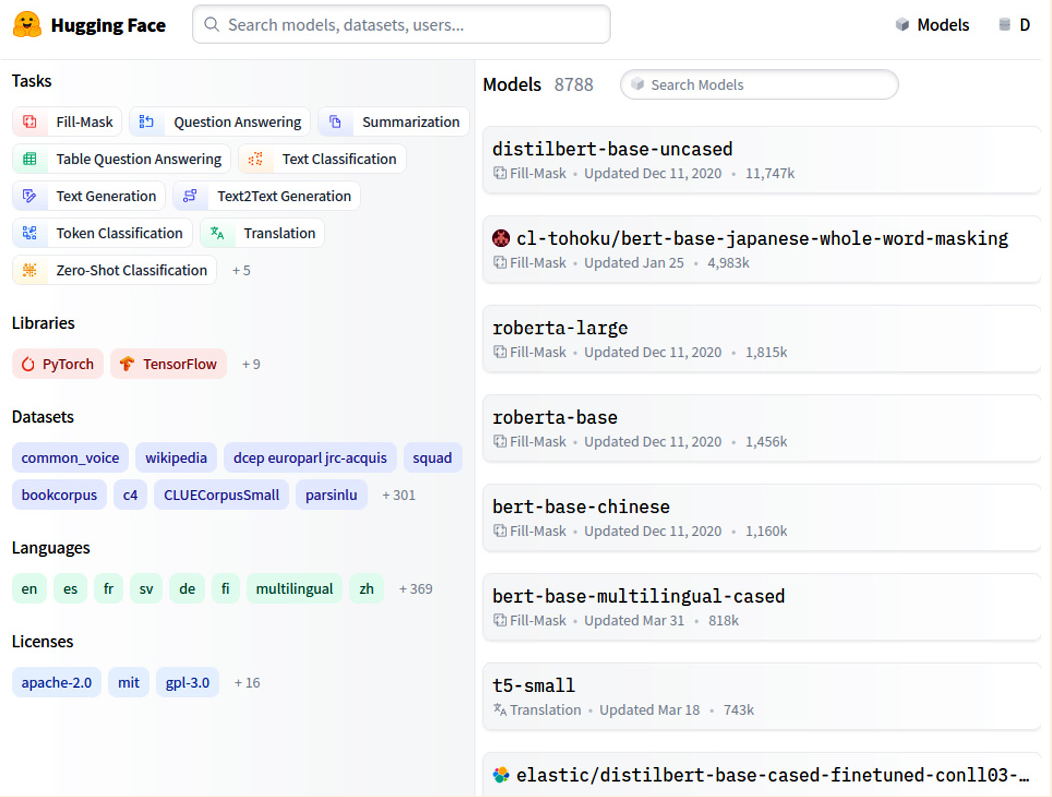 Hugging Face
Search models, datasets, users...
Models
D
Tasks
Fill-Mask Question Answering Summarization
Table Question Answering Text Classification
Text Generation Text2Text Generation
Token Classification Translation
Zero-Shot Classification + 5
Libraries
PyTorch TensorFlow + 9
Datasets
common_voice wikipedia dcep europarl jrc-acquis squad
bookcorpus c4 CLUECorpusSmall parsinlu + 301
Languages
en es fr sv de fi multilingual zh + 369
Licenses
apache-2.0 mit gpl-3.0 + 16
Models 8788 Search Models
distilbert-base-uncased
Fill-Mask • Updated Dec 11, 2020 • 11,747k
cl-tohoku/bert-base-japanese-whole-word-masking
Fill-Mask • Updated Jan 25 • 4,983k
roberta-large
Fill-Mask • Updated Dec 11, 2020 • 1,815k
roberta-base
Fill-Mask • Updated Dec 11, 2020 • 1,456k
bert-base-chinese
Fill-Mask • Updated Dec 11, 2020 • 1,160k
bert-base-multilingual-cased
Fill-Mask • Updated Mar 31 • 818k
t5-small
Translation • Updated Mar 18 • 743k
elastic/distilbert-base-cased-finetuned-conll03-…